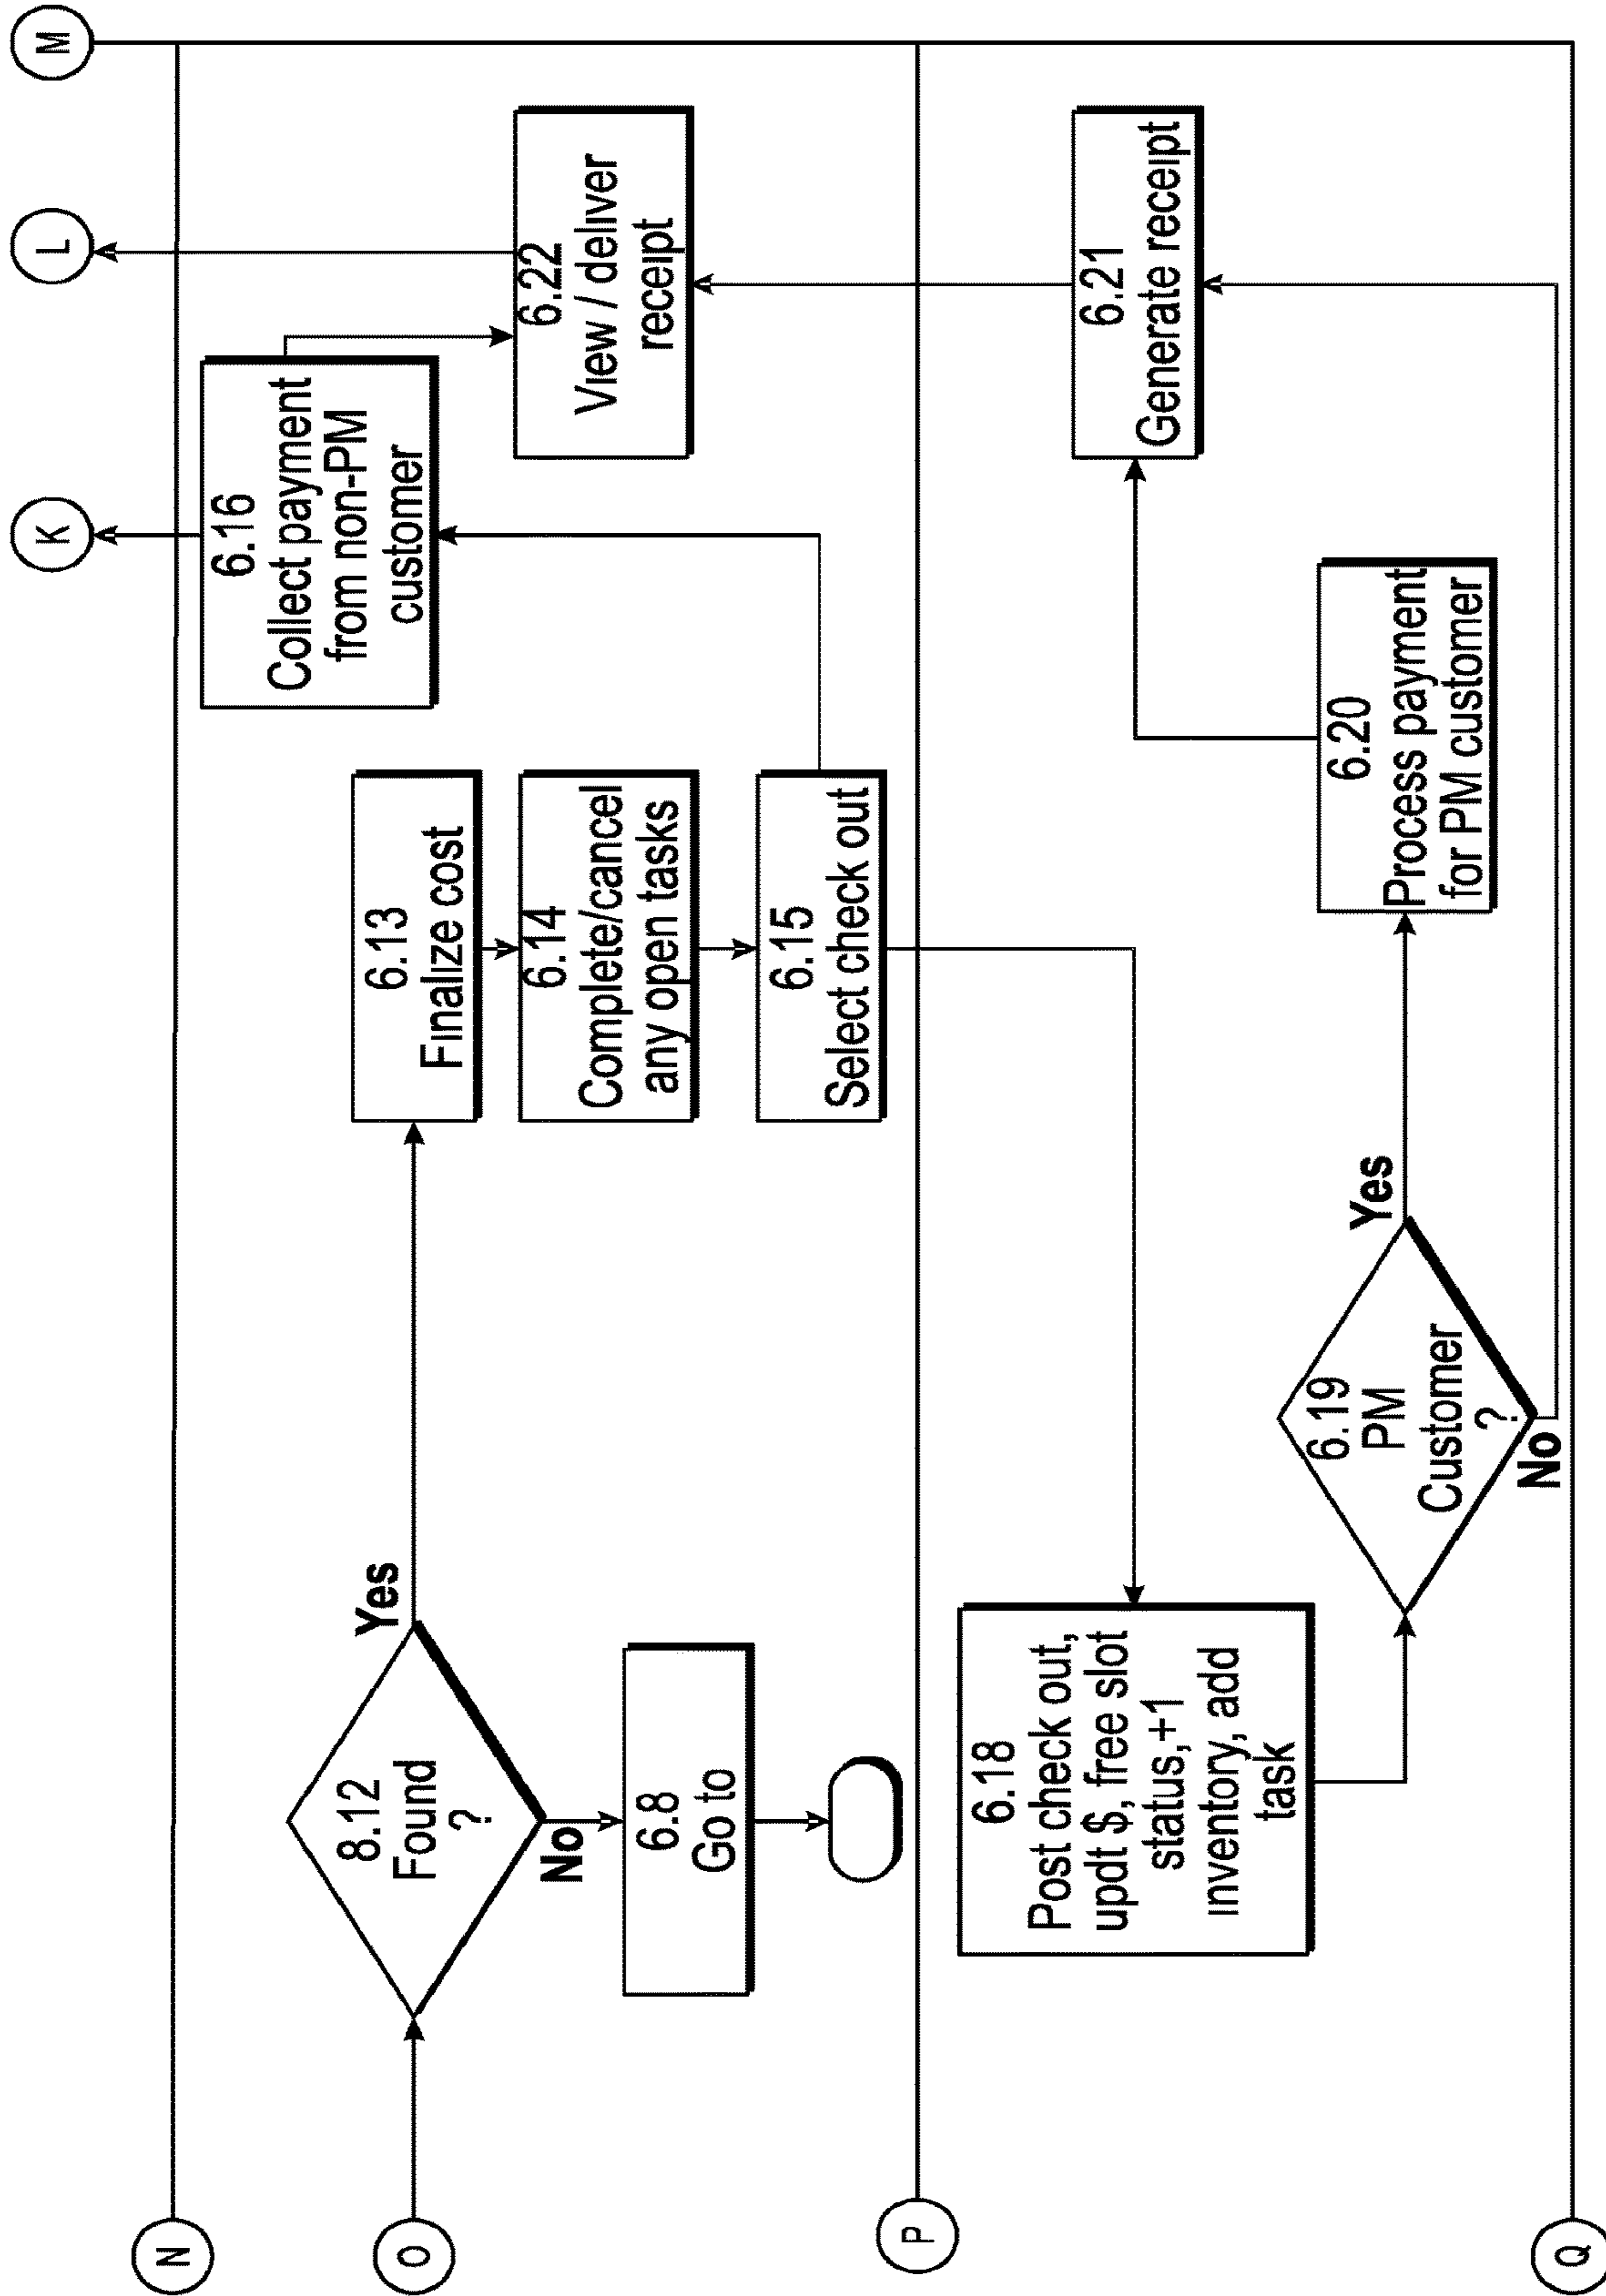 N
O
P
Q
8.12
Found
?
Yes
No
6.8
Go to
6.13
Finalize cost
6.14
Complete/cancel
any open tasks
6.15
Select check out
6.16
Collect payment
from non-PM
customer
K
L
M
6.22
View / deliver
receipt
6.18
Post check out,
updt $, free slot
status,+1
inventory, add
task
6.19
PM
Customer
?
Yes
No
6.20
Process payment
for PM customer
6.21
Generate receipt